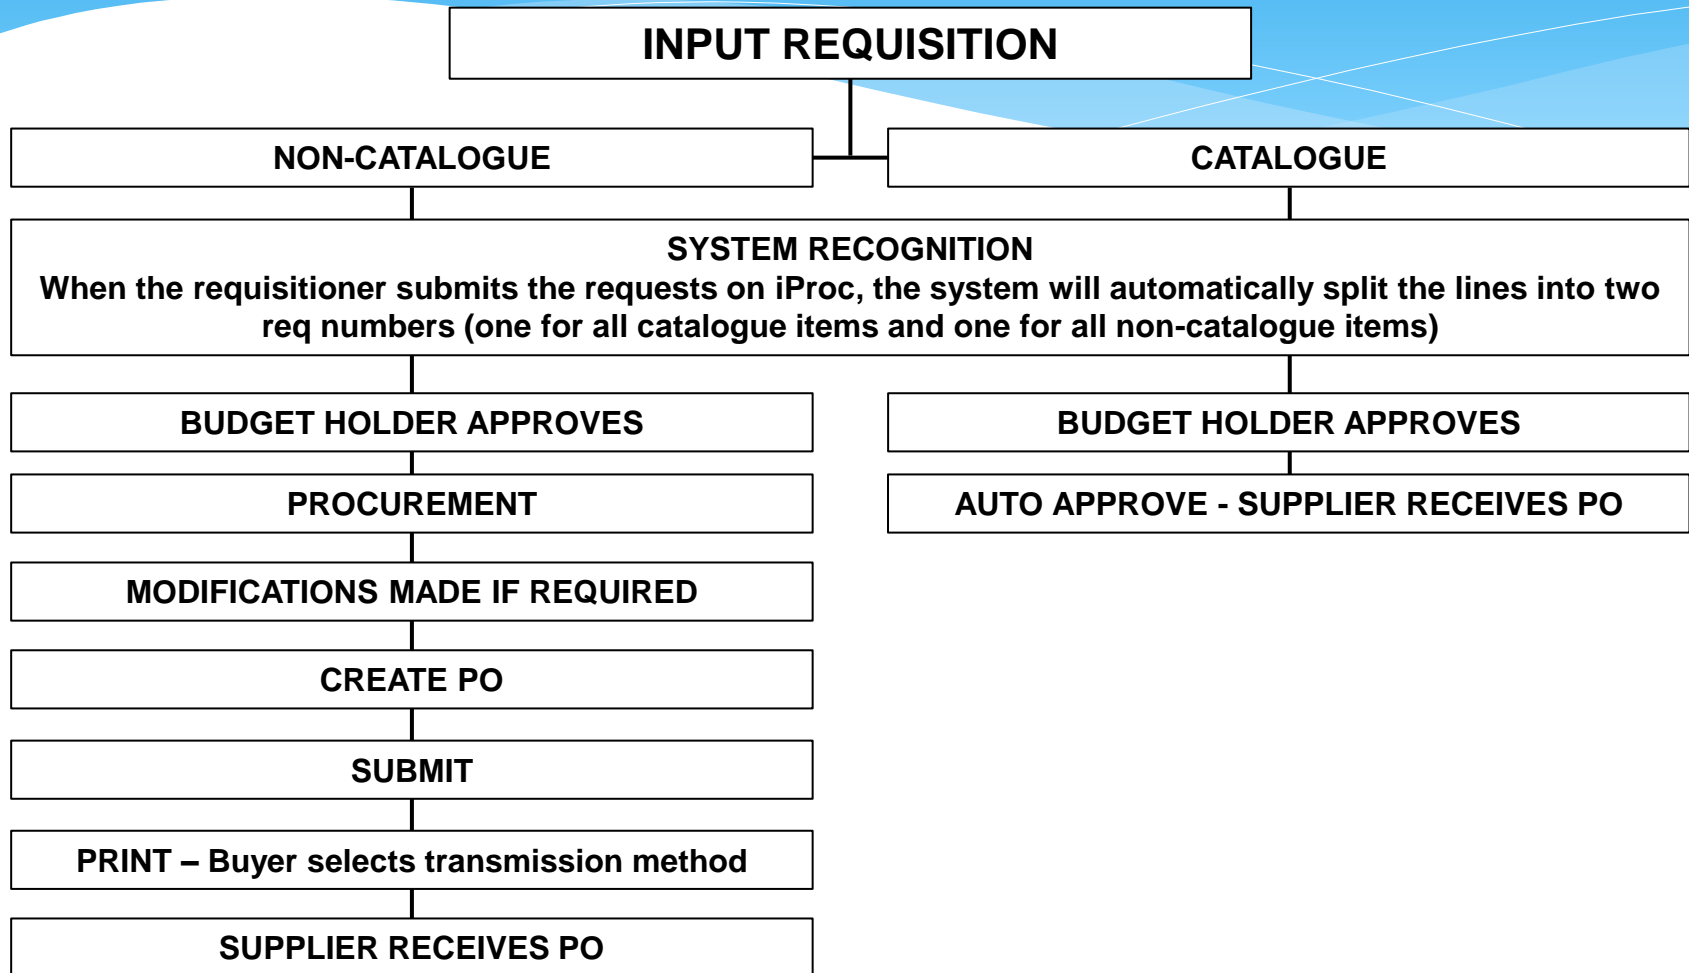 INPUT REQUISITION
NON-CATALOGUE
CATALOGUE
SYSTEM RECOGNITION
When the requisitioner submits the requests on iProc, the system will automatically split the lines into two
req numbers (one for all catalogue items and one for all non-catalogue items)
BUDGET HOLDER APPROVES
BUDGET HOLDER APPROVES
PROCUREMENT
AUTO APPROVE - SUPPLIER RECEIVES PO
MODIFICATIONS MADE IF REQUIRED
CREATE PO
SUBMIT
PRINT – Buyer selects transmission method
SUPPLIER RECEIVES PO